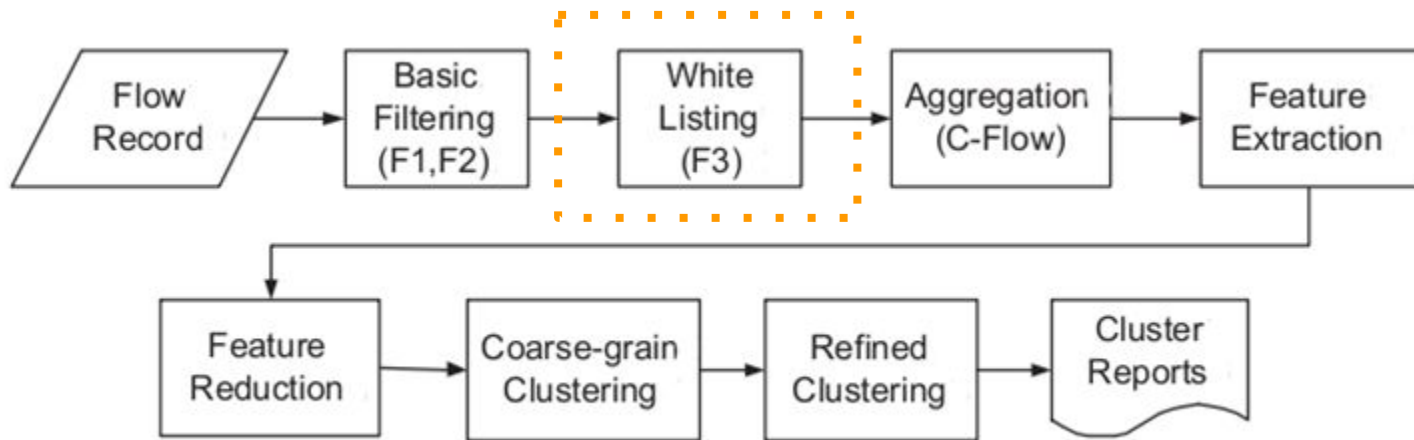 Flow
Record
Basic
Filtering
(F1,F2)
White
Listing
(F3)
Aggregation
(C-Flow)
Feature
Extraction
Feature
Reduction
Coarse-grain
Clustering
Refined
Clustering
Cluster
Reports